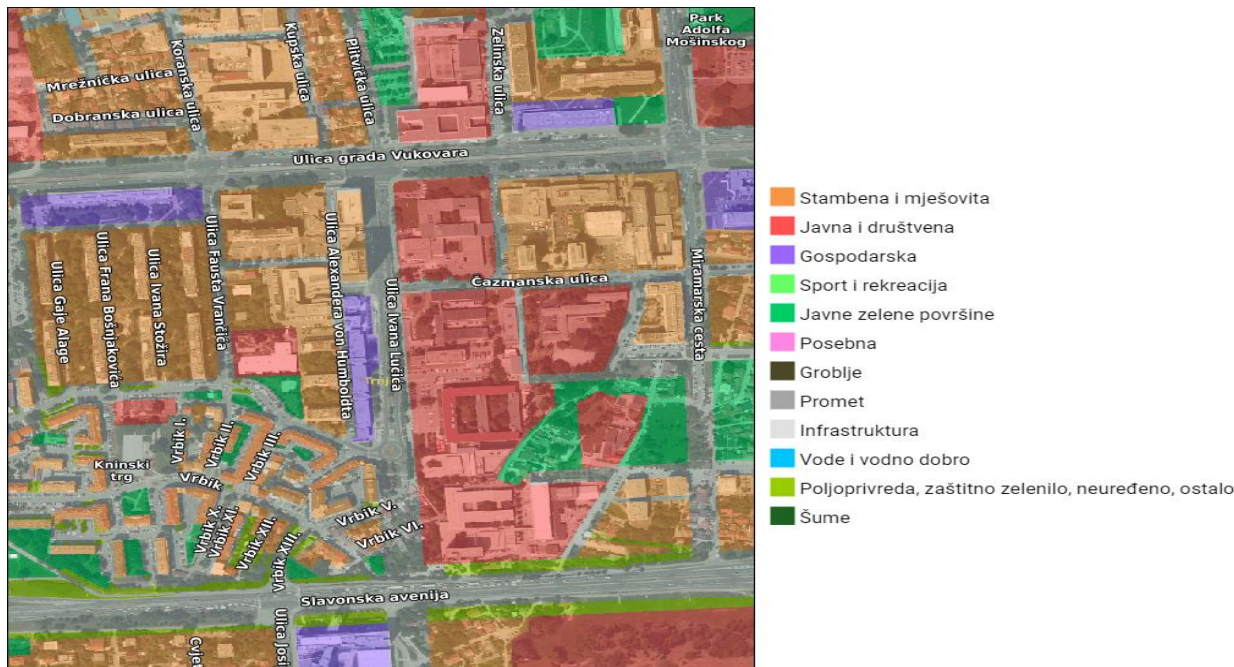 Park
Adolfa
Mošinskog
Mrežnička ulica
Dobranska ulica
Koranska ulica
Kupska ulica
Plitvička ulica
Zelinska ulica
Ulica grada Vukovara
Ulica Gaje Alage
Ulica Frana Bošnjakovića
Ulica Ivana Stožira
Ulica Fausta Vrančića
Ulica Alexandera von Humboldta
Ulica Ivana Lučića
Čazmanska ulica
Miramarska cesta
Trnj
Kninski
trg
Vrbik I.
Vrbik II.
Vrbik III.
Vrbik
Vrbik V.
Vrbik VI.
Vrbik X.
Vrbik XI.
Vrbik XII.
Vrbik XIII.
Slavonska avenija
Cvjet
Ulica Josi
Stambena i mješovita
Javna i društvena
Gospodarska
Sport i rekreacija
Javne zelene površine
Posebna
Groblje
Promet
Infrastruktura
Vode i vodno dobro
Poljoprivreda, zaštitno zelenilo, neuređeno, ostalo
Šume